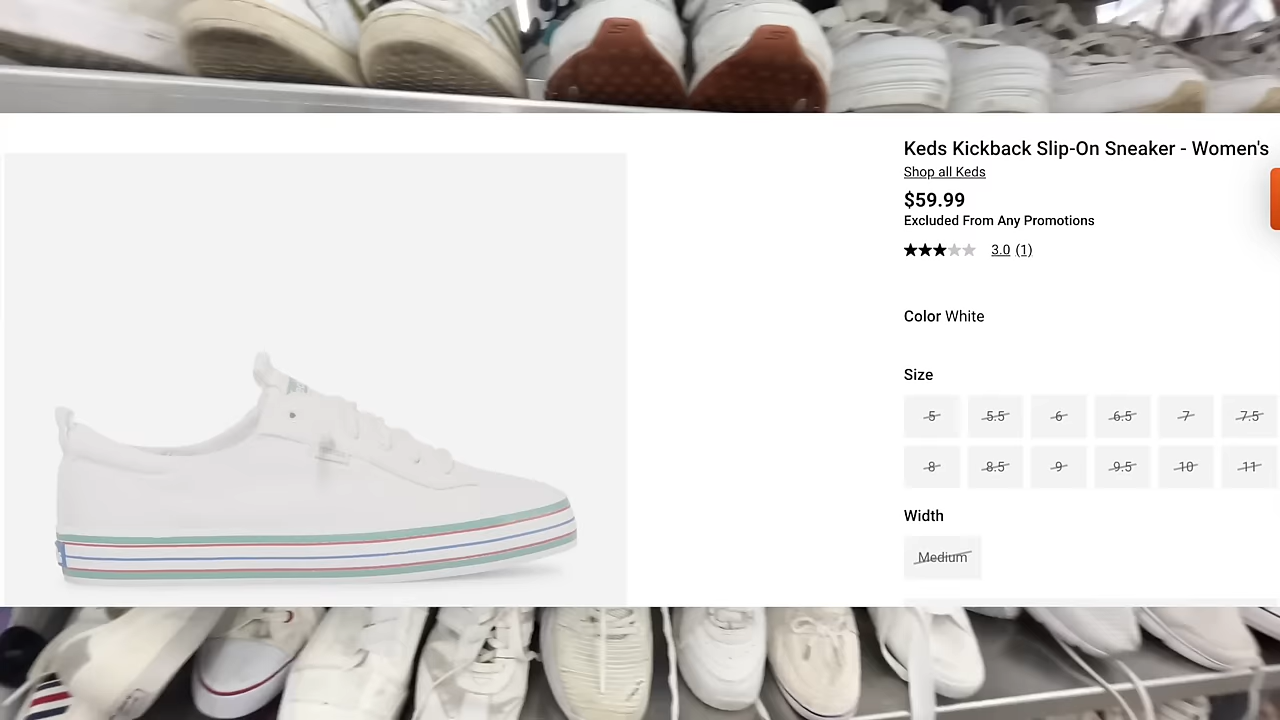 Keds Kickback Slip-On Sneaker - Women's
Shop all Keds
$59.99
Excluded From Any Promotions
3.0 (1)
Color White
Size
5 5.5 6 6.5 7 7.5
8 8.5 9 9.5 10 11
Width
Medium